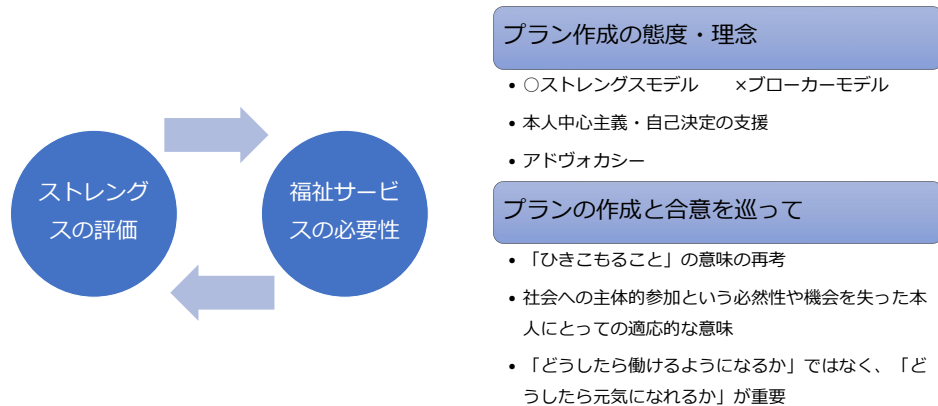 ストレング
スの評価
福祉サービ
スの必要性
プラン作成の態度・理念
• ○ストレングスモデル　　×ブローカーモデル
• 本人中心主義・自己決定の支援
• アドヴォカシー
プランの作成と合意を巡って
• 「ひきこもること」の意味の再考
• 社会への主体的参加という必然性や機会を失った本
人にとっての適応的な意味
• 「どうしたら働けるようになるか」ではなく、「ど
うしたら元気になれるか」が重要